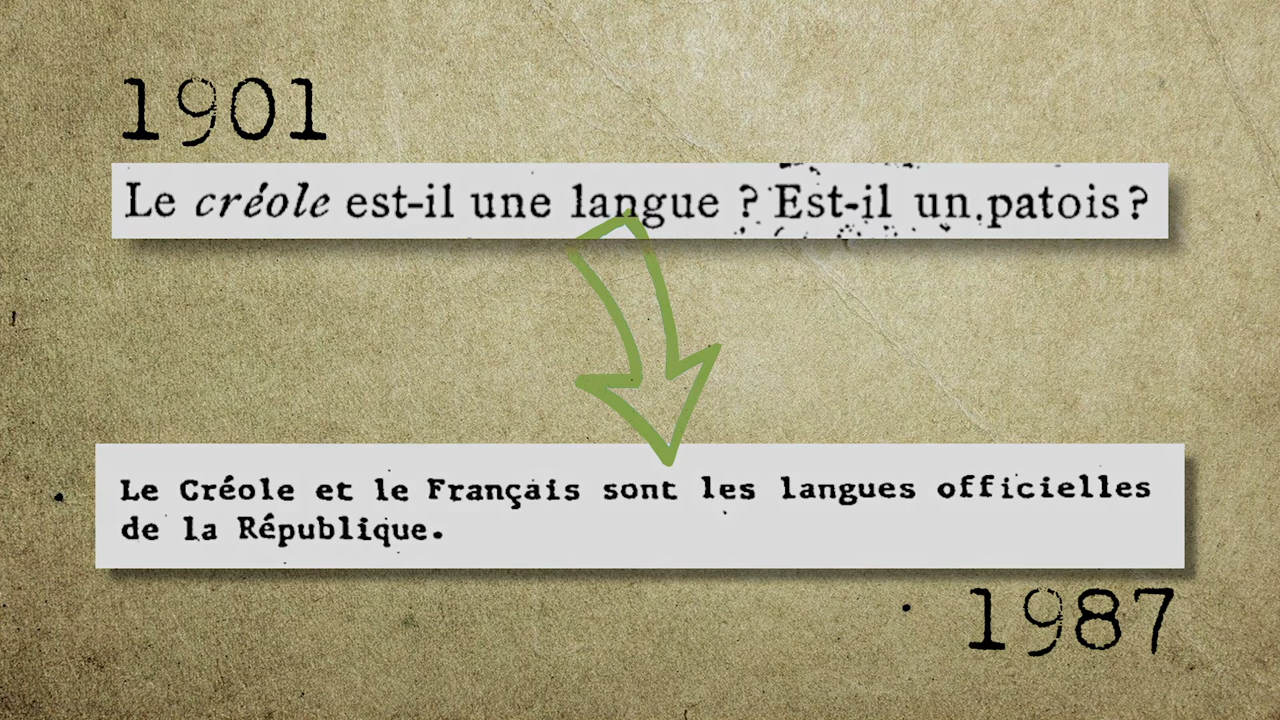 1901
Le créole est-il une langue ? Est-il un patois ?
Le Créole et le Français sont les langues officielles
de la République.
1987